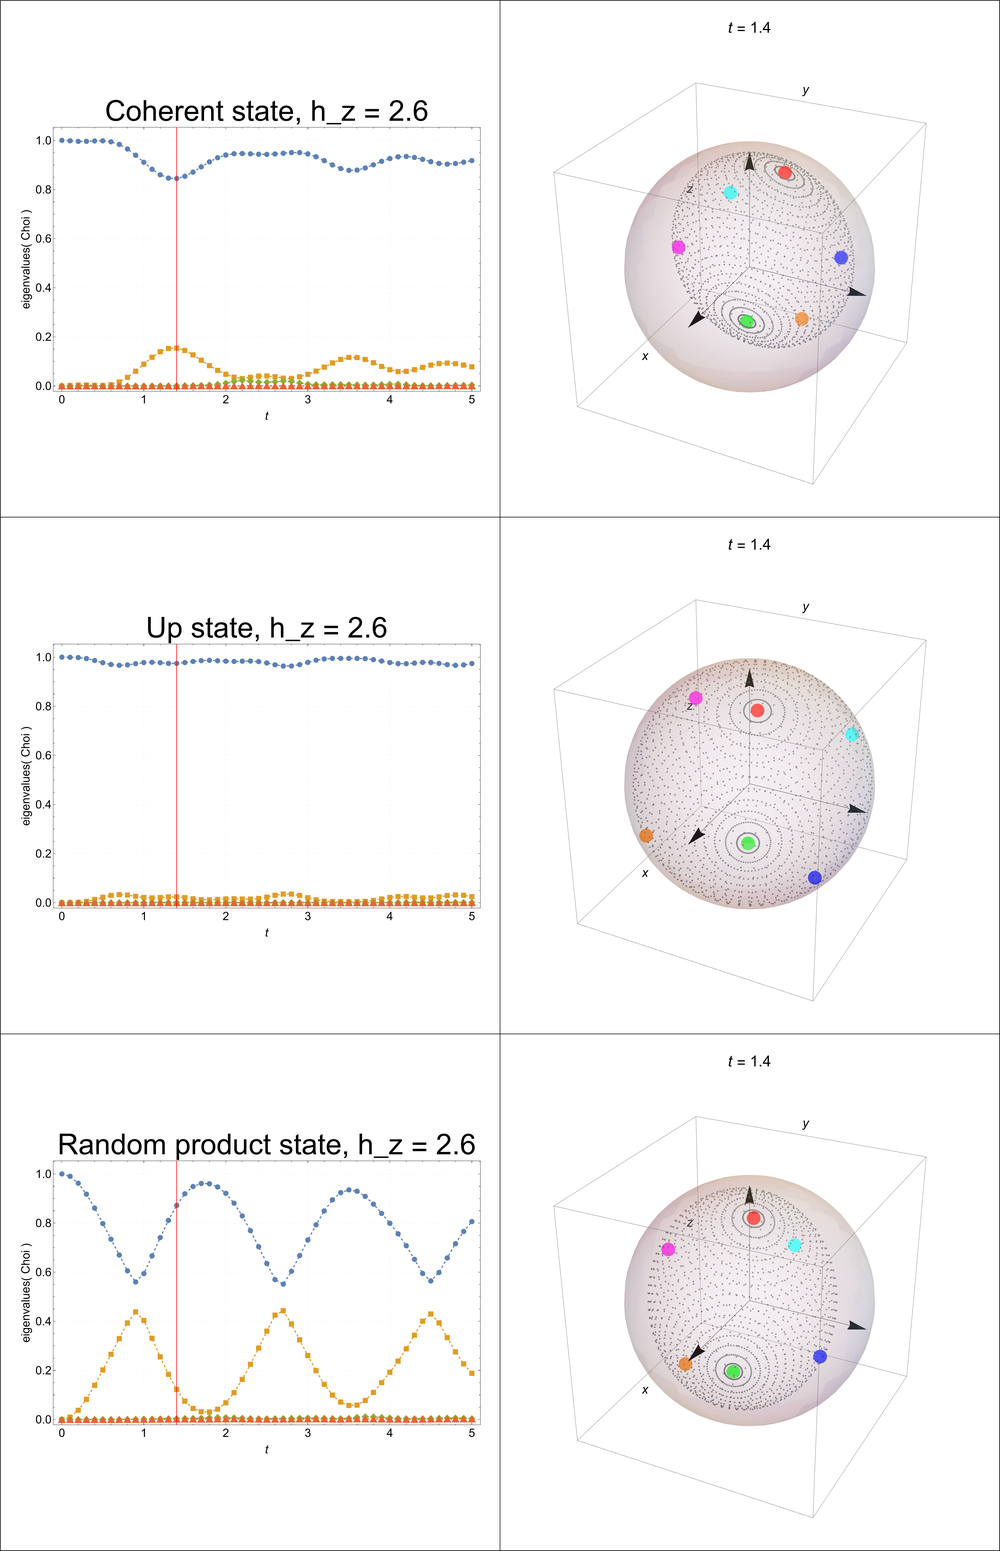 Coherent state, h_z = 2.6
eigenvalues( Choi )
1.0
0.8
0.6
0.4
0.2
0.0
0 1 2 3 4 5
t
t = 1.4
y
z
x
Up state, h_z = 2.6
eigenvalues( Choi )
1.0
0.8
0.6
0.4
0.2
0.0
0 1 2 3 4 5
t
t = 1.4
y
z
x
Random product state, h_z = 2.6
eigenvalues( Choi )
1.0
0.8
0.6
0.4
0.2
0.0
0 1 2 3 4 5
t
t = 1.4
y
z
x